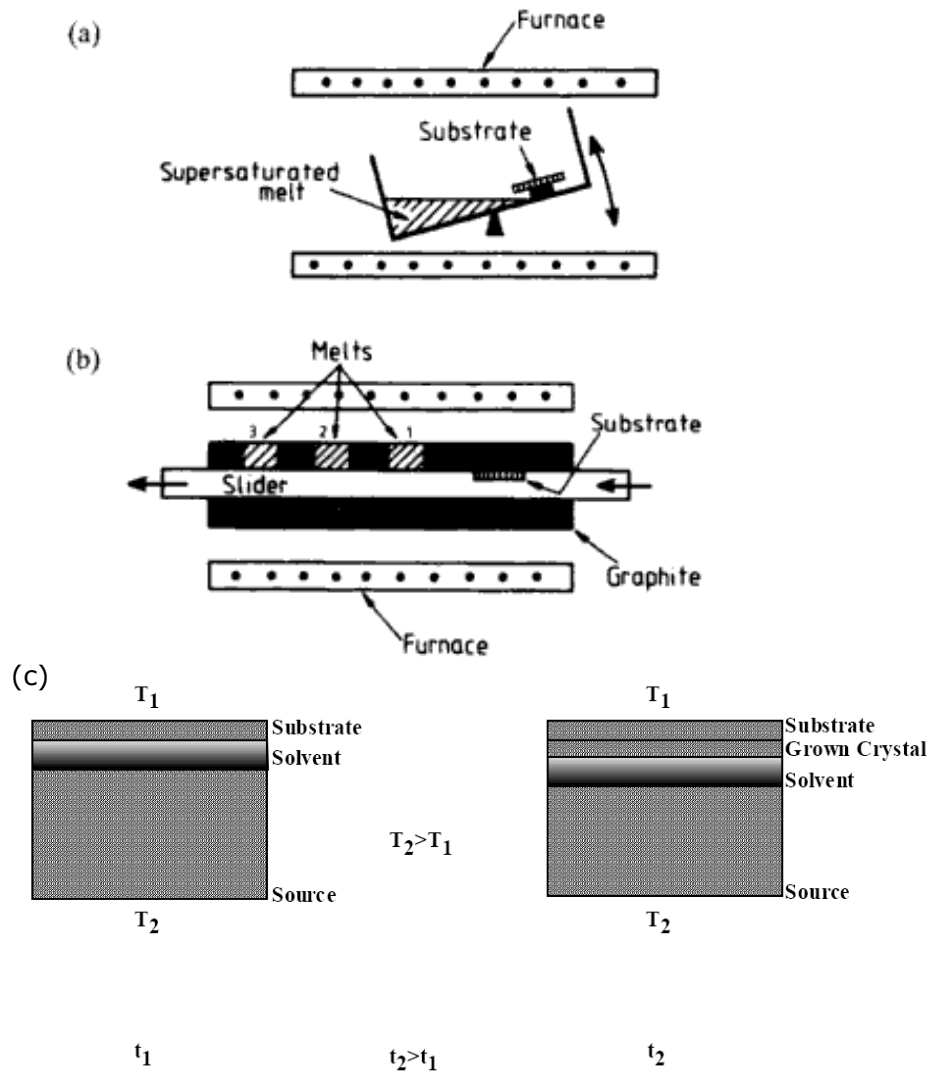 (a)
Furnace
Substrate
Supersaturated
melt
(b)
Melts
3 2 1
Substrate
Slider
Graphite
Furnace
(c)
T1 T1
Substrate Substrate
Grown Crystal
Solvent
Solvent
T2>T1
Source Source
T2 T2
t1 t2>t1 t2